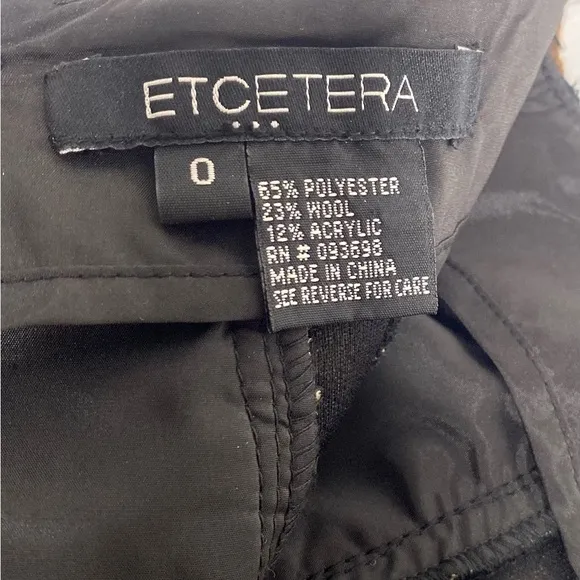 ETCETERA
...
0
65% POLYESTER
23% WOOL
12% ACRYLIC
RN # 093698
MADE IN CHINA
SEE REVERSE FOR CARE